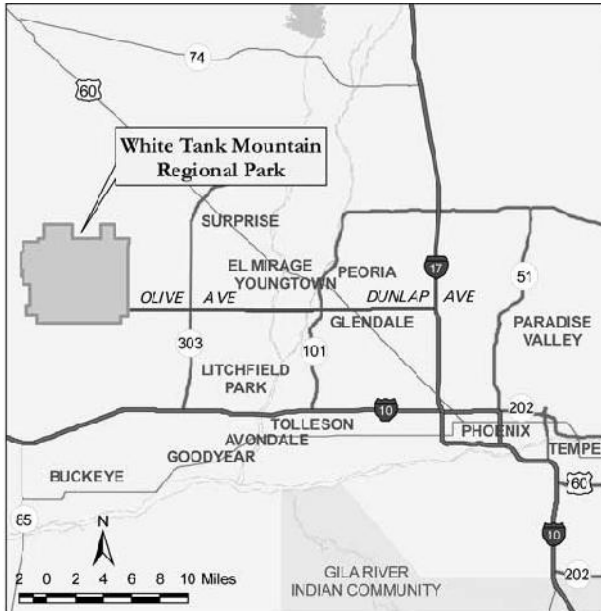 74
60
White Tank Mountain
Regional Park
SURPRISE
EL MIRAGE
YOUNGTOWN
PEORIA
17
51
OLIVE AVE
DUNLAP AVE
GLENDALE
PARADISE
VALLEY
303
101
LITCHFIELD
PARK
10
202
TOLLESON
PHOENIX
AVONDALE
TEMPE
GOODYEAR
BUCKEYE
60
85
N
10
2 0 2 4 6 8 10 Miles
GILA RIVER
INDIAN COMMUNITY
202